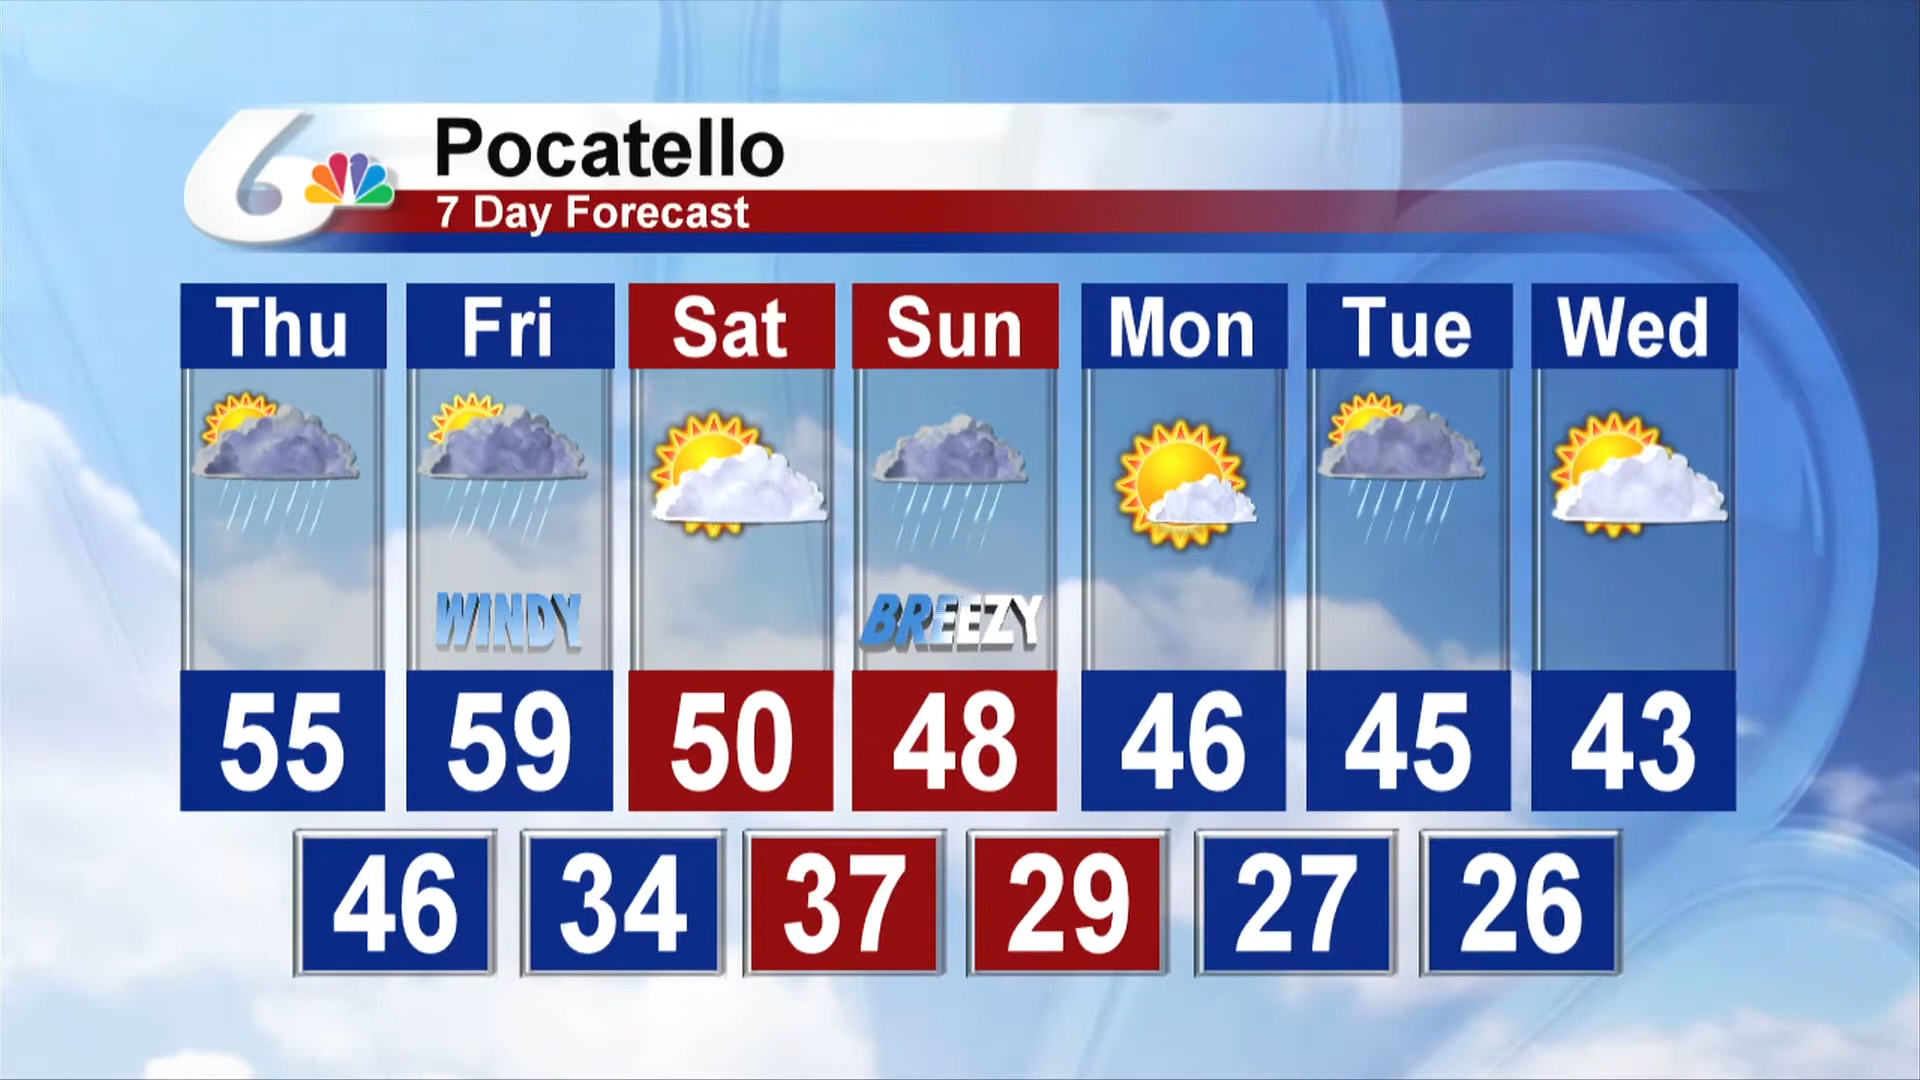 6
Pocatello
7 Day Forecast
Thu Fri Sat Sun Mon Tue Wed
WINDY BREEZY
55 59 50 48 46 45 43
46 34 37 29 27 26